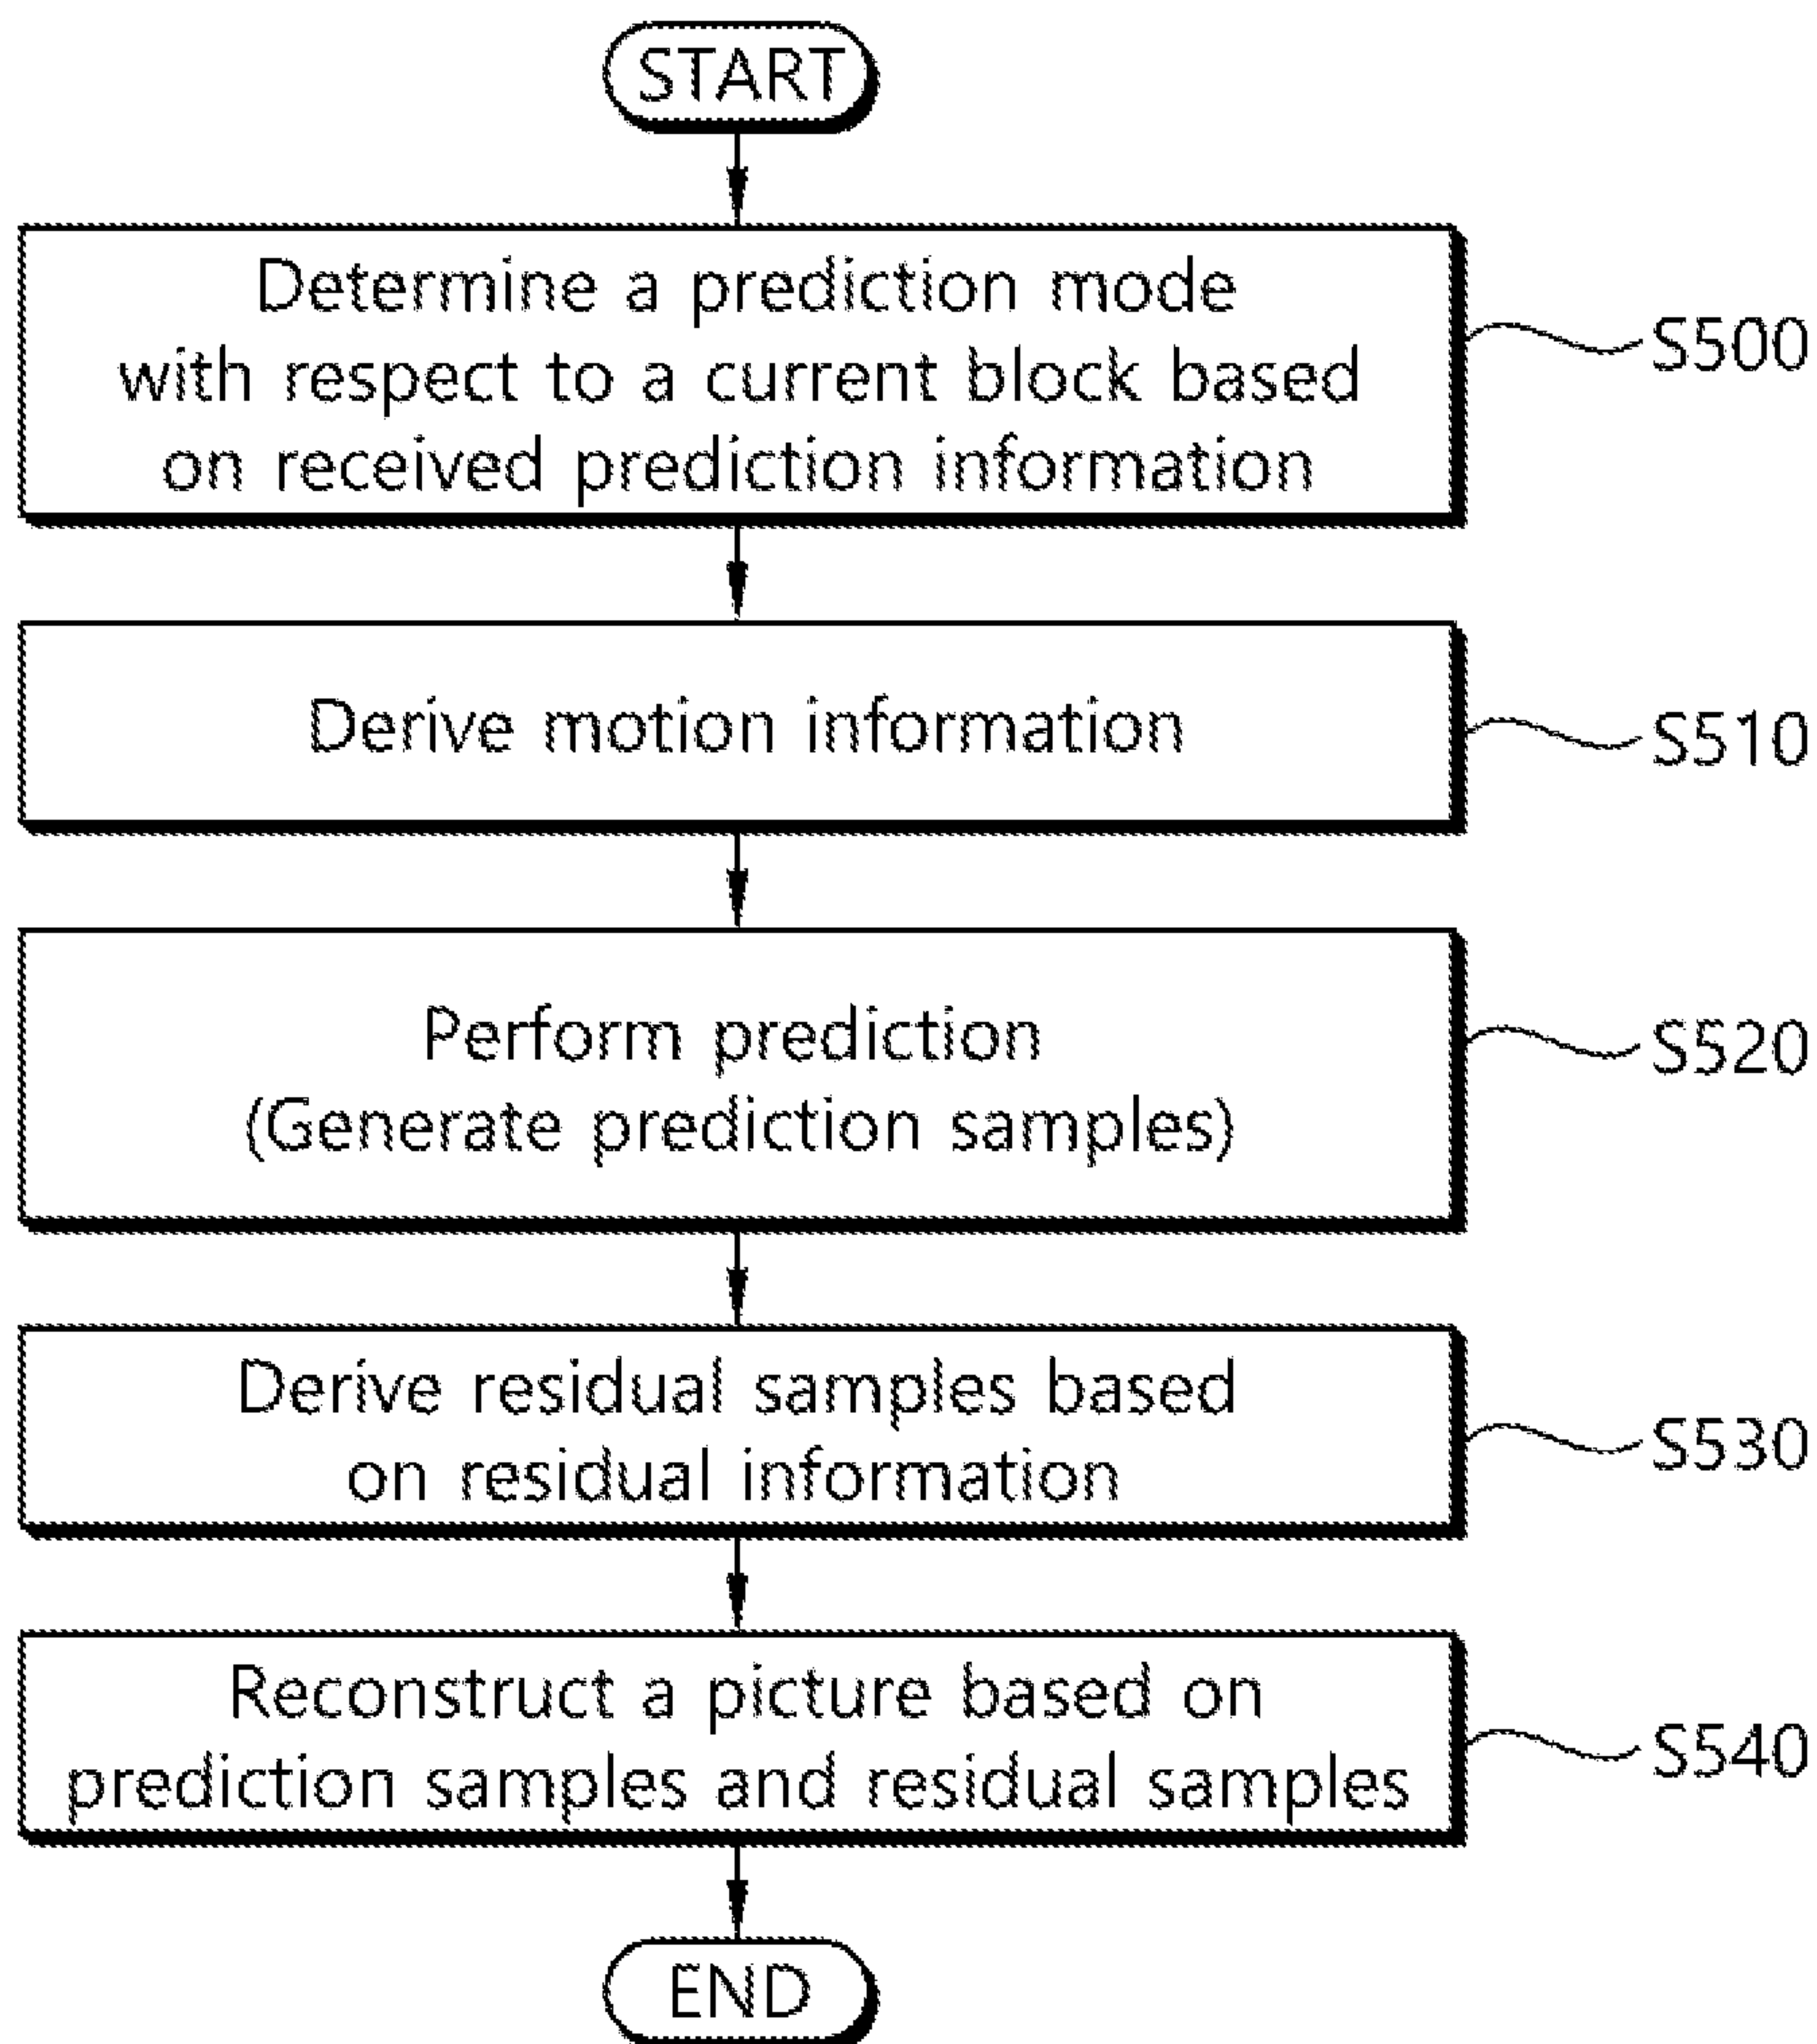 START
Determine a prediction mode
with respect to a current block based
on received prediction information
S500
Derive motion information
S510
Perform prediction
(Generate prediction samples)
S520
Derive residual samples based
on residual information
S530
Reconstruct a picture based on
prediction samples and residual samples
S540
END